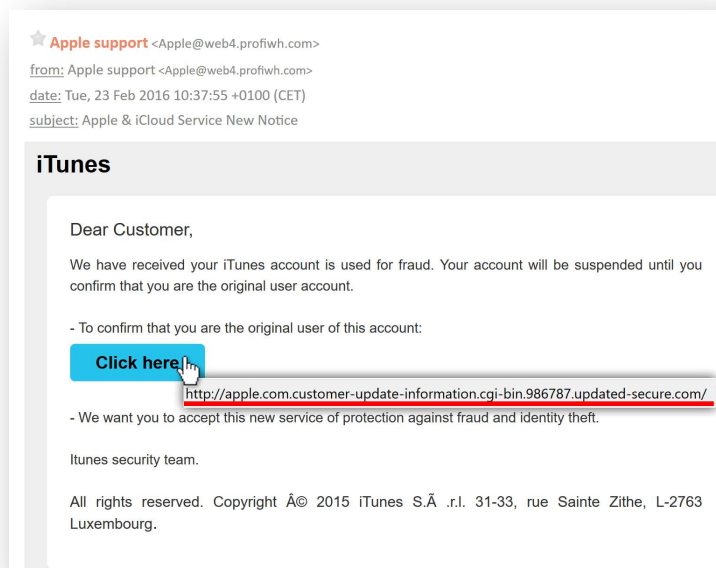 Apple support <Apple@web4.profiwh.com>
from: Apple support <Apple@web4.profiwh.com>
date: Tue, 23 Feb 2016 10:37:55 +0100 (CET)
subject: Apple & iCloud Service New Notice
iTunes
Dear Customer,
We have received your iTunes account is used for fraud. Your account will be suspended until you
confirm that you are the original user account.
- To confirm that you are the original user of this account:
Click here
http://apple.com.customer-update-information.cgi-bin.986787.updated-secure.com/
- We want you to accept this new service of protection against fraud and identity theft.
Itunes security team.
All rights reserved. Copyright Â© 2015 iTunes S.Ã .r.l. 31-33, rue Sainte Zithe, L-2763
Luxembourg.